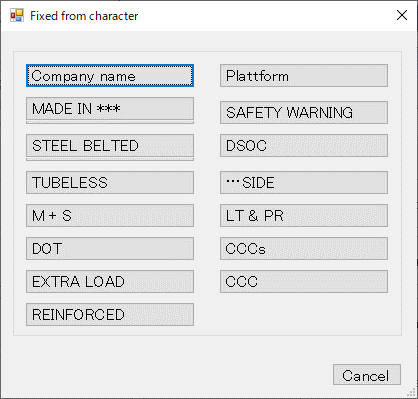 Fixed from character
Company name
MADE IN ***
STEEL BELTED
TUBELESS
M + S
DOT
EXTRA LOAD
REINFORCED
Plattform
SAFETY WARNING
DSOC
…SIDE
LT & PR
CCCs
CCC
Cancel